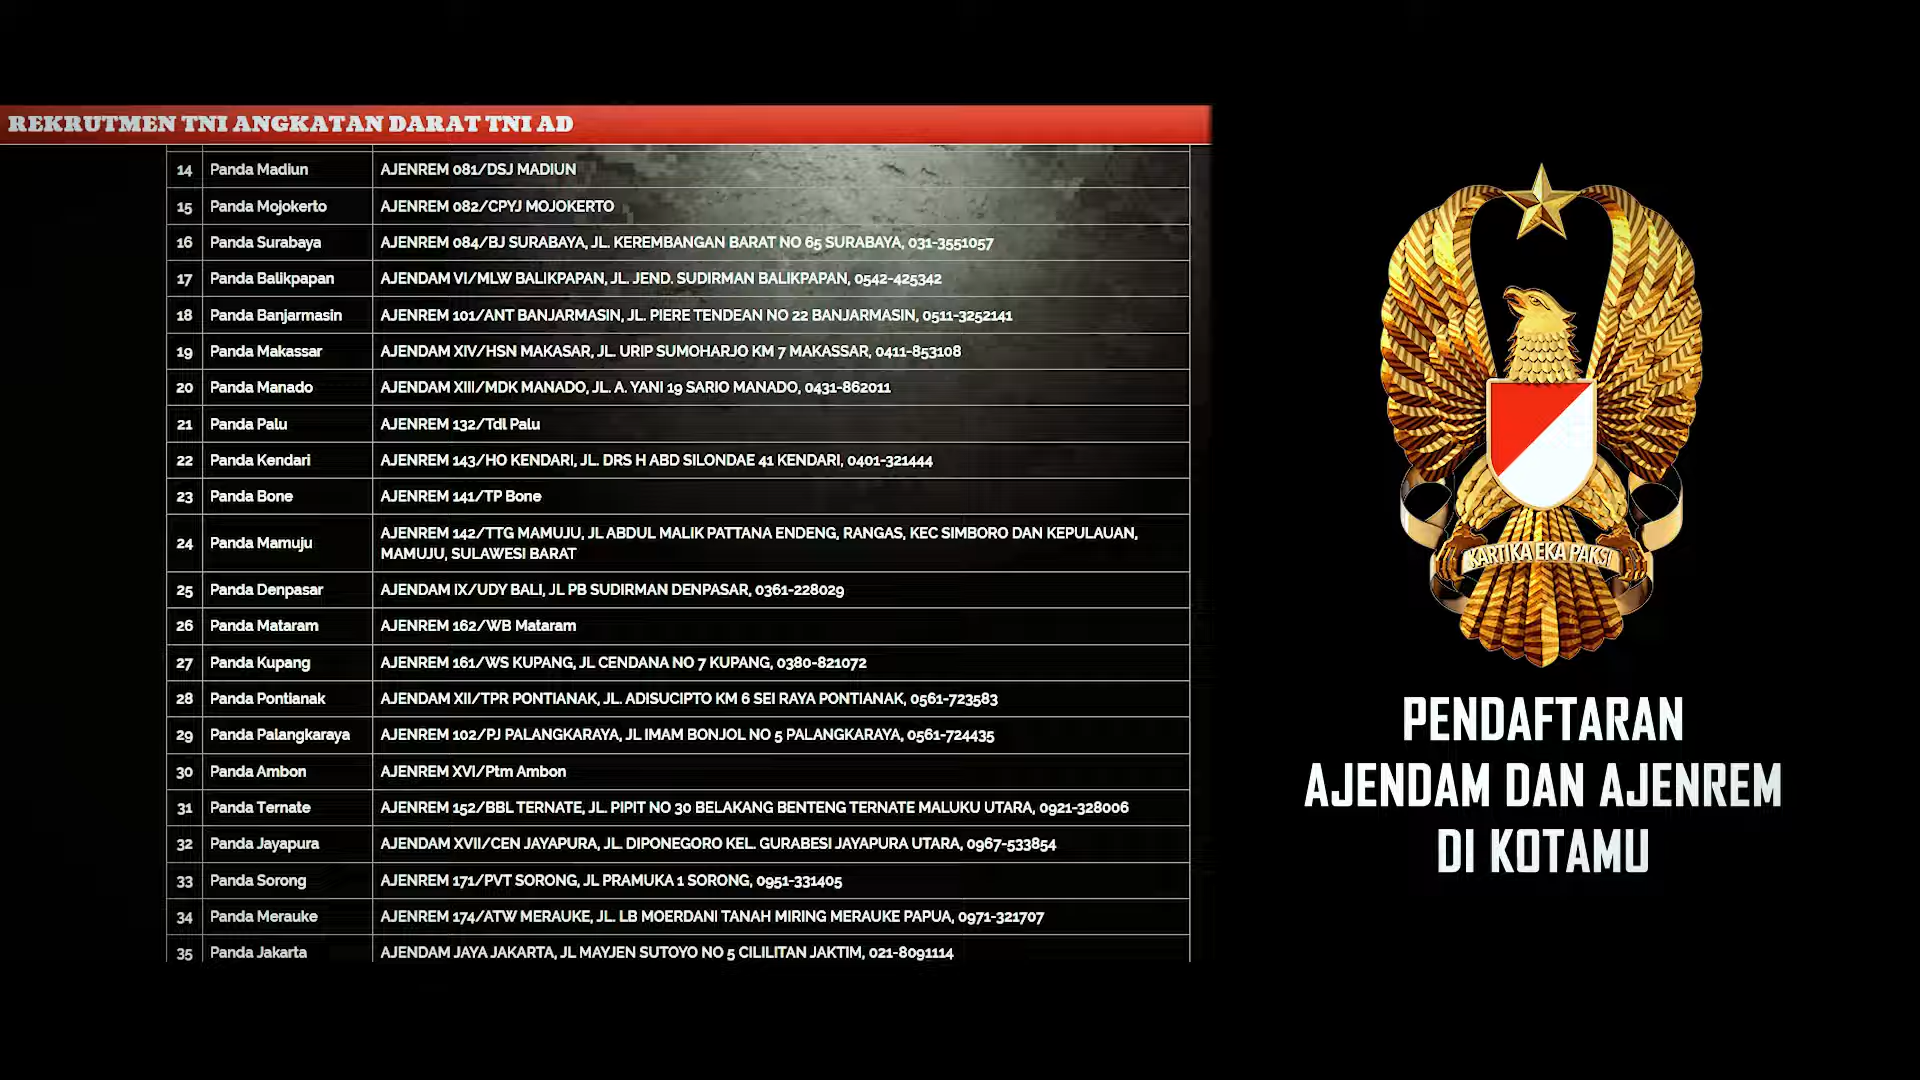 REKRUTMEN TNI ANGKATAN DARAT TNI AD
14 Panda Madiun AJENREM 081/DSJ MADIUN
15 Panda Mojokerto AJENREM 082/CPYJ MOJOKERTO
16 Panda Surabaya AJENREM 084/BJ SURABAYA, JL. KEREMBANGAN BARAT NO 65 SURABAYA, 031-3551057
17 Panda Balikpapan AJENDAM VI/MLW BALIKPAPAN, JL. JEND. SUDIRMAN BALIKPAPAN, 0542-425342
18 Panda Banjarmasin AJENREM 101/ANT BANJARMASIN, JL. PIERE TENDEAN NO 22 BANJARMASIN, 0511-3252141
19 Panda Makassar AJENDAM XIV/HSN MAKASAR, JL. URIP SUMOHARJO KM 7 MAKASSAR, 0411-853108
20 Panda Manado AJENDAM XIII/MDK MANADO, JL. A. YANI 19 SARIO MANADO, 0431-862011
21 Panda Palu AJENREM 132/Tdl Palu
22 Panda Kendari AJENREM 143/HO KENDARI, JL. DRS H ABD SILONDAE 41 KENDARI, 0401-321444
23 Panda Bone AJENREM 141/TP Bone
24 Panda Mamuju AJENREM 142/TTG MAMUJU, JL ABDUL MALIK PATTANA ENDENG, RANGAS, KEC SIMBORO DAN KEPULAUAN,
MAMUJU, SULAWESI BARAT
25 Panda Denpasar AJENDAM IX/UDY BALI, JL PB SUDIRMAN DENPASAR, 0361-228029
26 Panda Mataram AJENREM 162/WB Mataram
27 Panda Kupang AJENREM 161/WS KUPANG, JL CENDANA NO 7 KUPANG, 0380-821072
28 Panda Pontianak AJENDAM XII/TPR PONTIANAK, JL. ADISUCIPTO KM 6 SEI RAYA PONTIANAK, 0561-723583
29 Panda Palangkaraya AJENREM 102/PJ PALANGKARAYA, JL IMAM BONJOL NO 5 PALANGKARAYA, 0561-724435
30 Panda Ambon AJENREM XVI/Ptm Ambon
31 Panda Ternate AJENREM 152/BBL TERNATE, JL. PIPIT NO 30 BELAKANG BENTENG TERNATE MALUKU UTARA, 0921-328006
32 Panda Jayapura AJENDAM XVII/CEN JAYAPURA, JL. DIPONEGORO KEL. GURABESI JAYAPURA UTARA, 0967-533854
33 Panda Sorong AJENREM 171/PVT SORONG, JL PRAMUKA 1 SORONG, 0951-331405
34 Panda Merauke AJENREM 174/ATW MERAUKE, JL. LB MOERDANI TANAH MIRING MERAUKE PAPUA, 0971-321707
35 Panda Jakarta AJENDAM JAYA JAKARTA, JL MAYJEN SUTOYO NO 5 CILILITAN JAKTIM, 021-8091114
KARTIKA EKA PAKSI
PENDAFTARAN
AJENDAM DAN AJENREM
DI KOTAMU